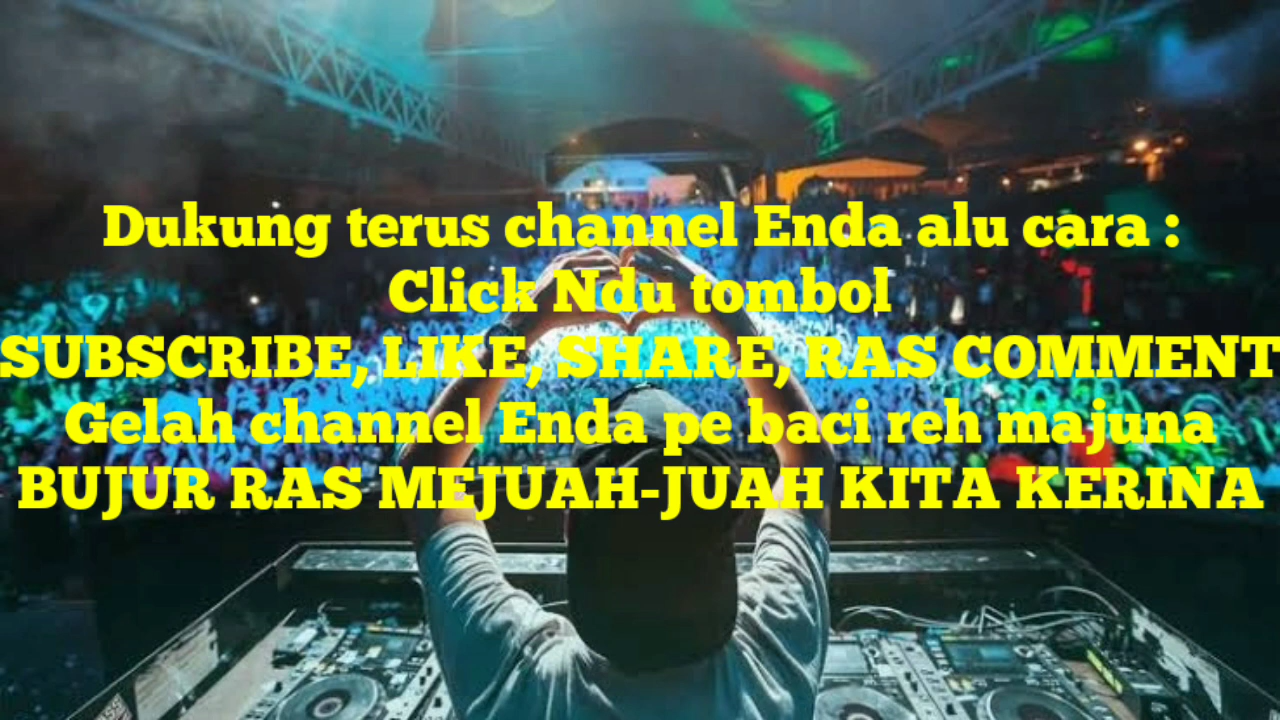 Dukung terus channel Enda alu cara :
Click Ndu tombol
SUBSCRIBE, LIKE, SHARE, RAS COMMENT
Gelah channel Enda pe baci reh majuna
BUJUR RAS MEJUAH-JUAH KITA KERINA